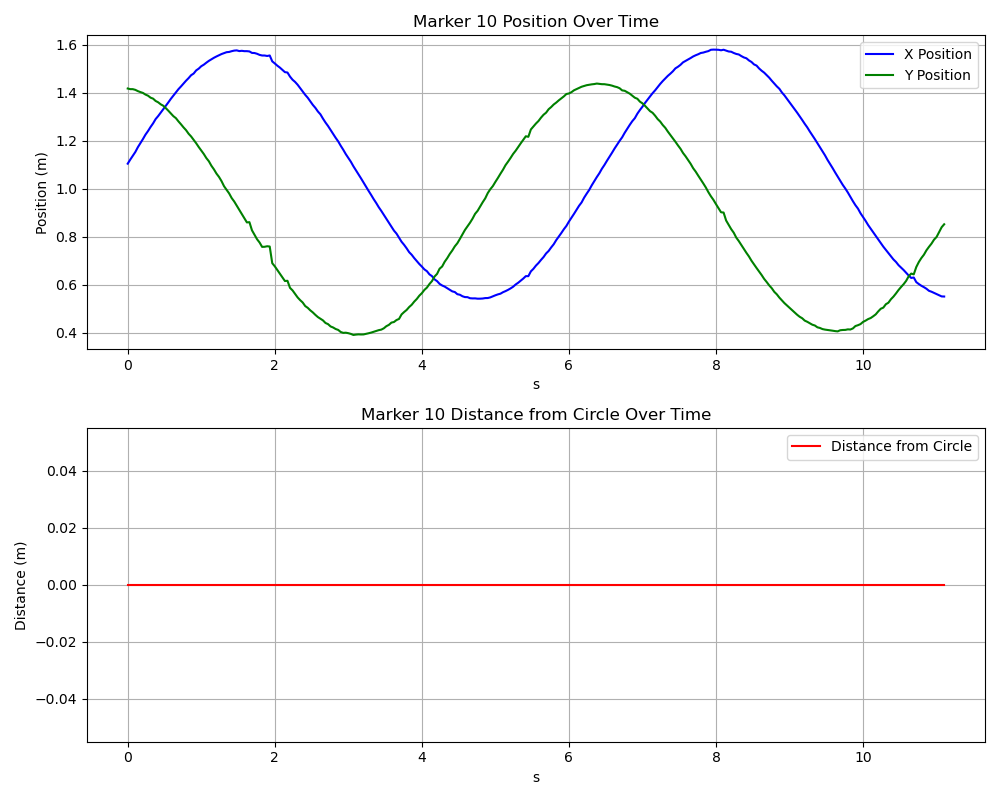 Marker 10 Position Over Time
Position (m)
1.6
1.4
1.2
1.0
0.8
0.6
0.4
X Position
Y Position
0 2 4 6 8 10
s
Marker 10 Distance from Circle Over Time
Distance (m)
0.04
0.02
0.00
−0.02
−0.04
Distance from Circle
0 2 4 6 8 10
s